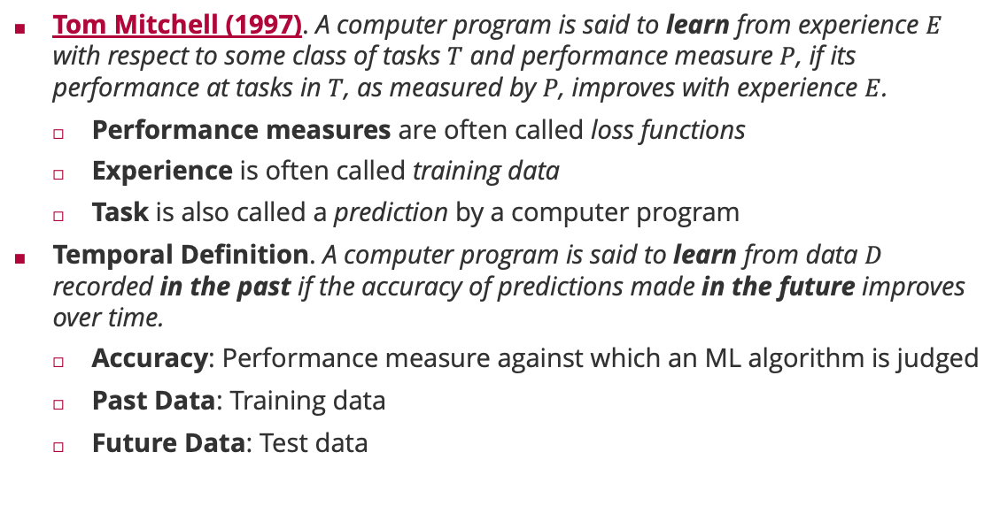 ▪ Tom Mitchell (1997). A computer program is said to learn from experience E
with respect to some class of tasks T and performance measure P, if its
performance at tasks in T, as measured by P, improves with experience E.
▫ Performance measures are often called loss functions
▫ Experience is often called training data
▫ Task is also called a prediction by a computer program
▪ Temporal Definition. A computer program is said to learn from data D
recorded in the past if the accuracy of predictions made in the future improves
over time.
▫ Accuracy: Performance measure against which an ML algorithm is judged
▫ Past Data: Training data
▫ Future Data: Test data